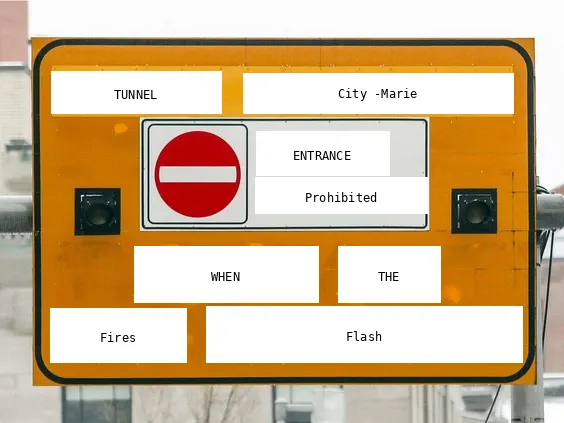 TUNNEL City -Marie
ENTRANCE
Prohibited
WHEN THE
Fires Flash